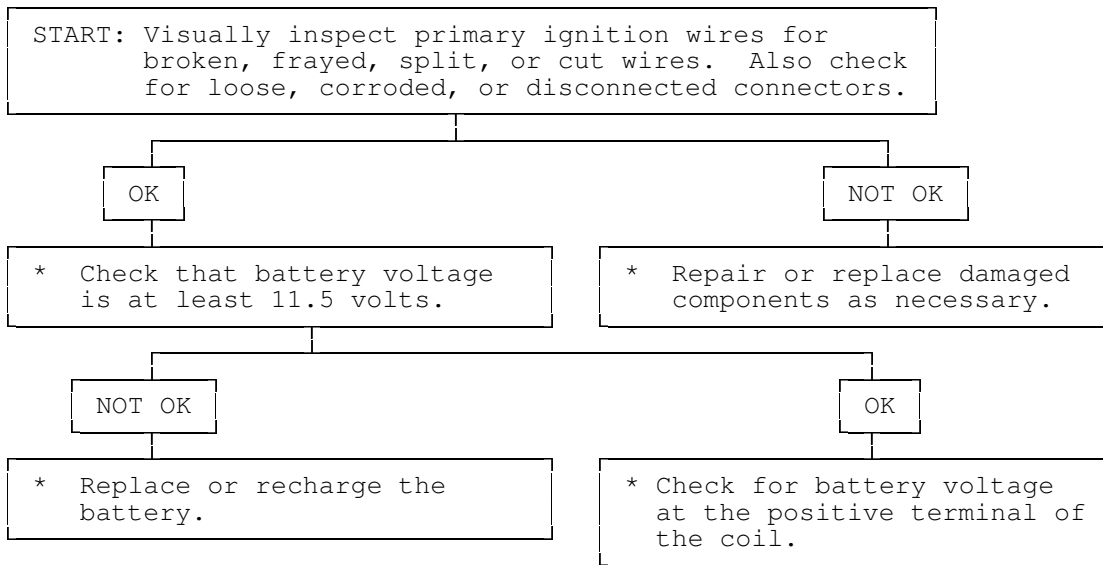 START: Visually inspect primary ignition wires for
broken, frayed, split, or cut wires. Also check
for loose, corroded, or disconnected connectors.
OK
NOT OK
* Check that battery voltage
is at least 11.5 volts.
* Repair or replace damaged
components as necessary.
NOT OK
OK
* Replace or recharge the
battery.
* Check for battery voltage
at the positive terminal of
the coil.